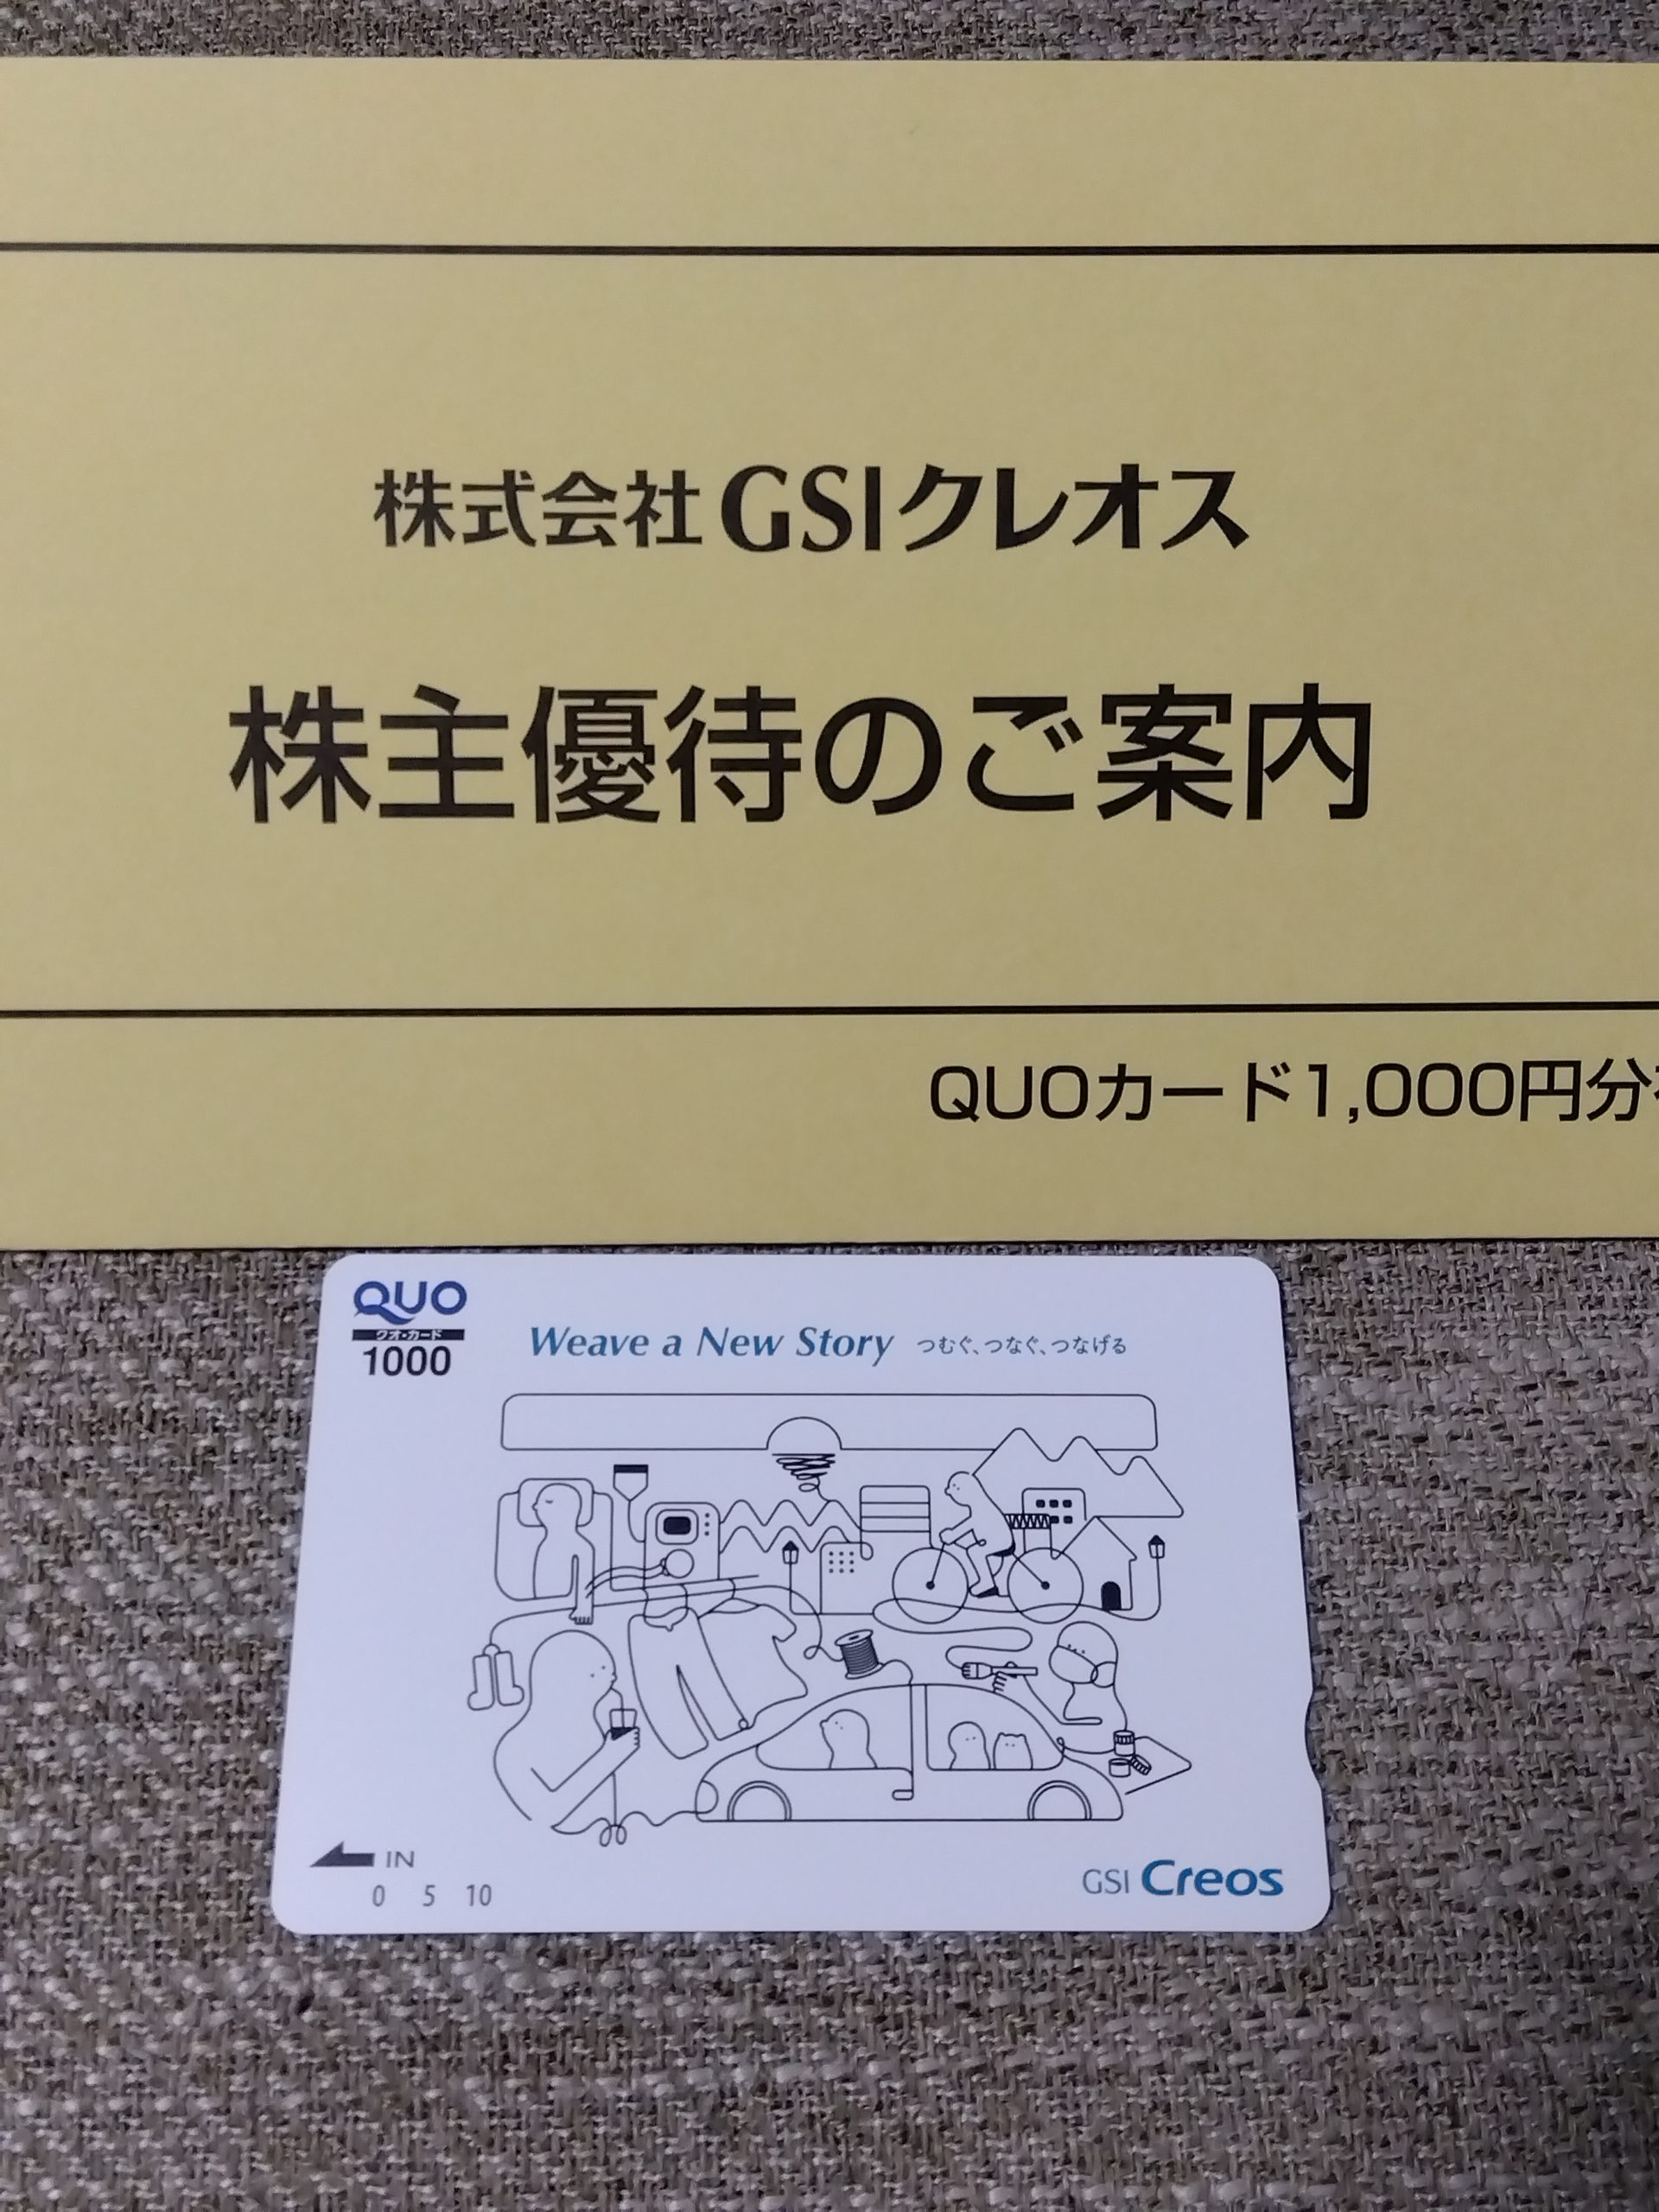 株式会社GSIクレオス
株主優待のご案内
QUOカード1,000円分
QUO
クオ・カード
1000
Weave a New Story つむぐ、つなぐ、つなげる
IN
0 5 10
GSI Creos